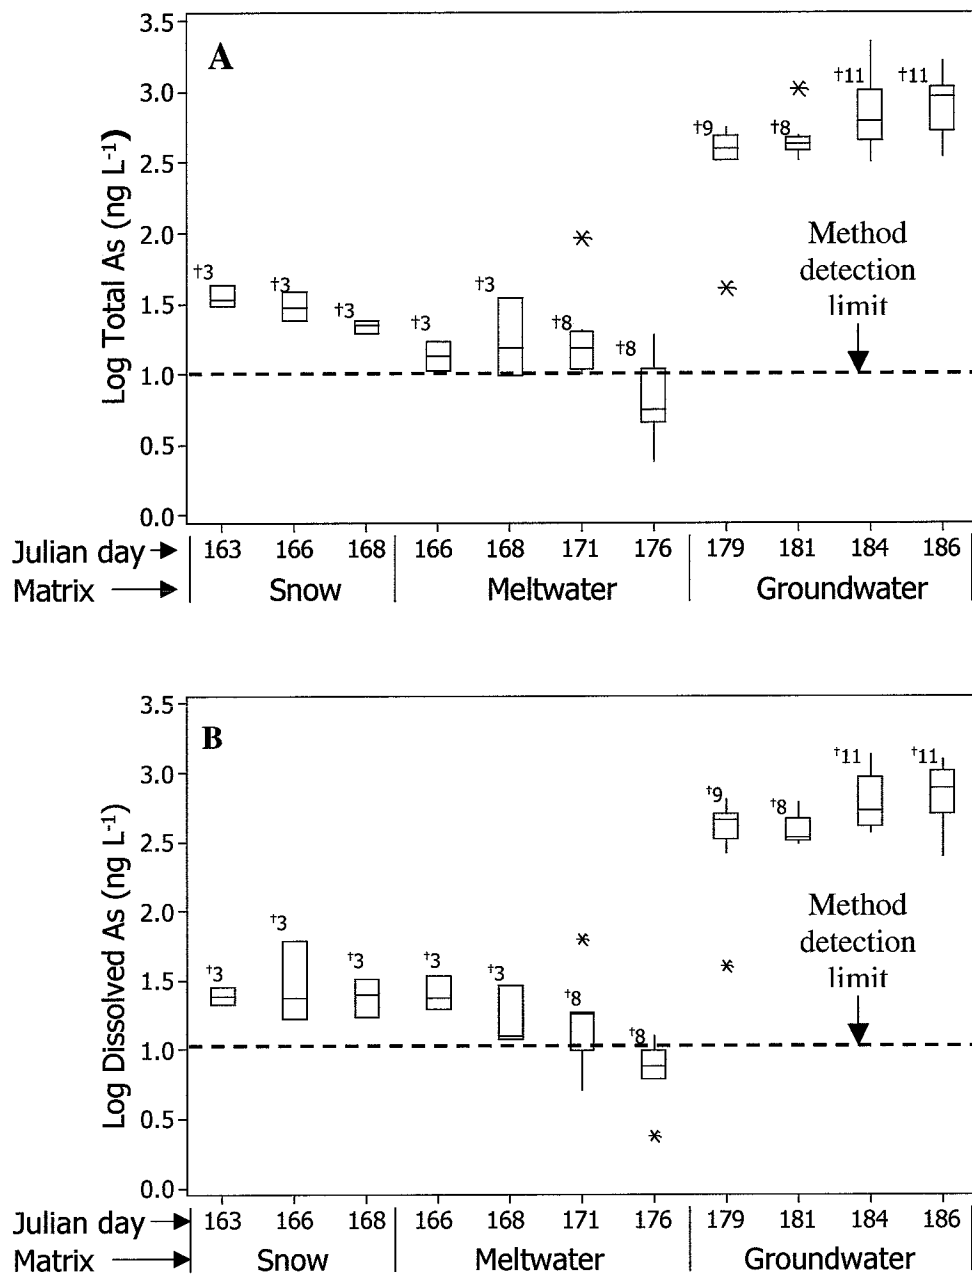 A
Log Total As (ng L⁻¹)
3.5
3.0
2.5
2.0
1.5
1.0
0.5
0.0
†3
†3
†3
†3
†3
†8
†8
†9
†8
†11
†11
Method
detection
limit
Julian day 163 166 168 166 168 171 176 179 181 184 186
Matrix Snow Meltwater Groundwater
B
Log Dissolved As (ng L⁻¹)
3.5
3.0
2.5
2.0
1.5
1.0
0.5
0.0
†3
†3
†3
†3
†3
†8
†8
†9
†8
†11
†11
Method
detection
limit
Julian day 163 166 168 166 168 171 176 179 181 184 186
Matrix Snow Meltwater Groundwater